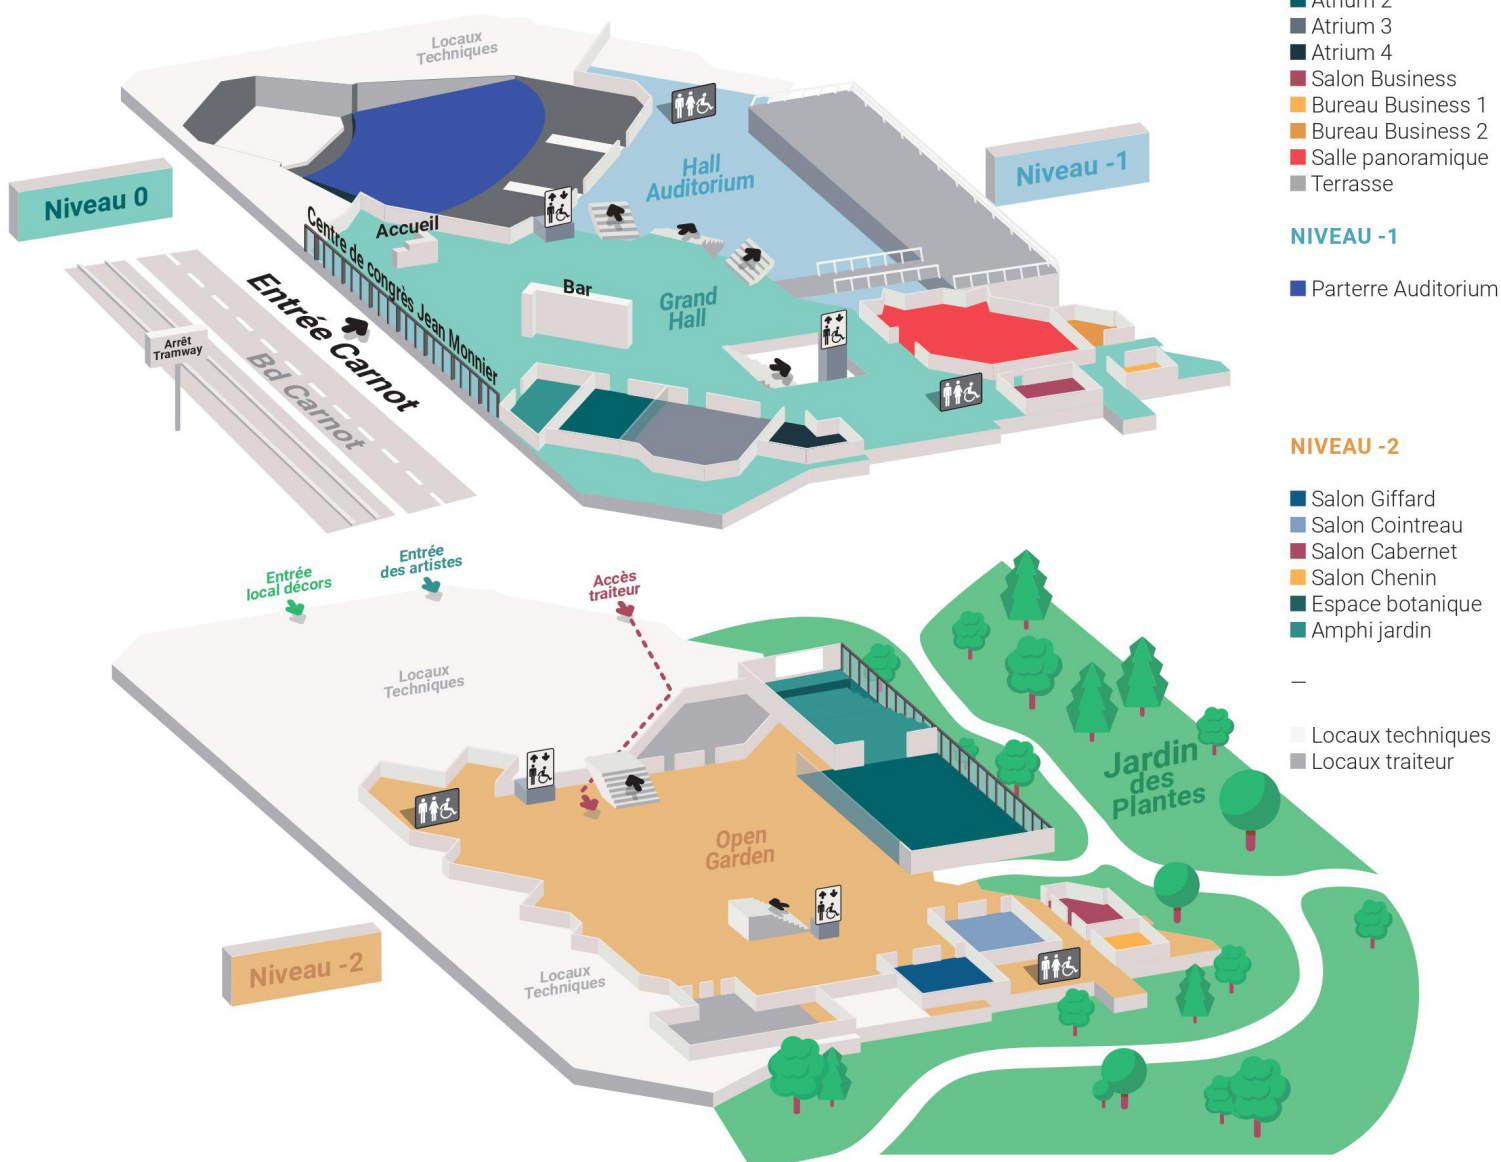 Atrium 2
Atrium 3
Atrium 4
Salon Business
Bureau Business 1
Bureau Business 2
Salle panoramique
Terrasse
NIVEAU -1
Parterre Auditorium
NIVEAU -2
Salon Giffard
Salon Cointreau
Salon Cabernet
Salon Chenin
Espace botanique
Amphi jardin
—
Locaux techniques
Locaux traiteur
Locaux
Techniques
Niveau 0
Niveau -1
Hall
Auditorium
Accueil
Centre de congrès Jean Monnier
Bar
Grand
Hall
Entrée Carnot
Arrêt
Tramway
Bd Carnot
Entrée
local décors
Entrée
des artistes
Accès
traiteur
Locaux
Techniques
Jardin
des
Plantes
Open
Garden
Niveau -2
Locaux
Techniques